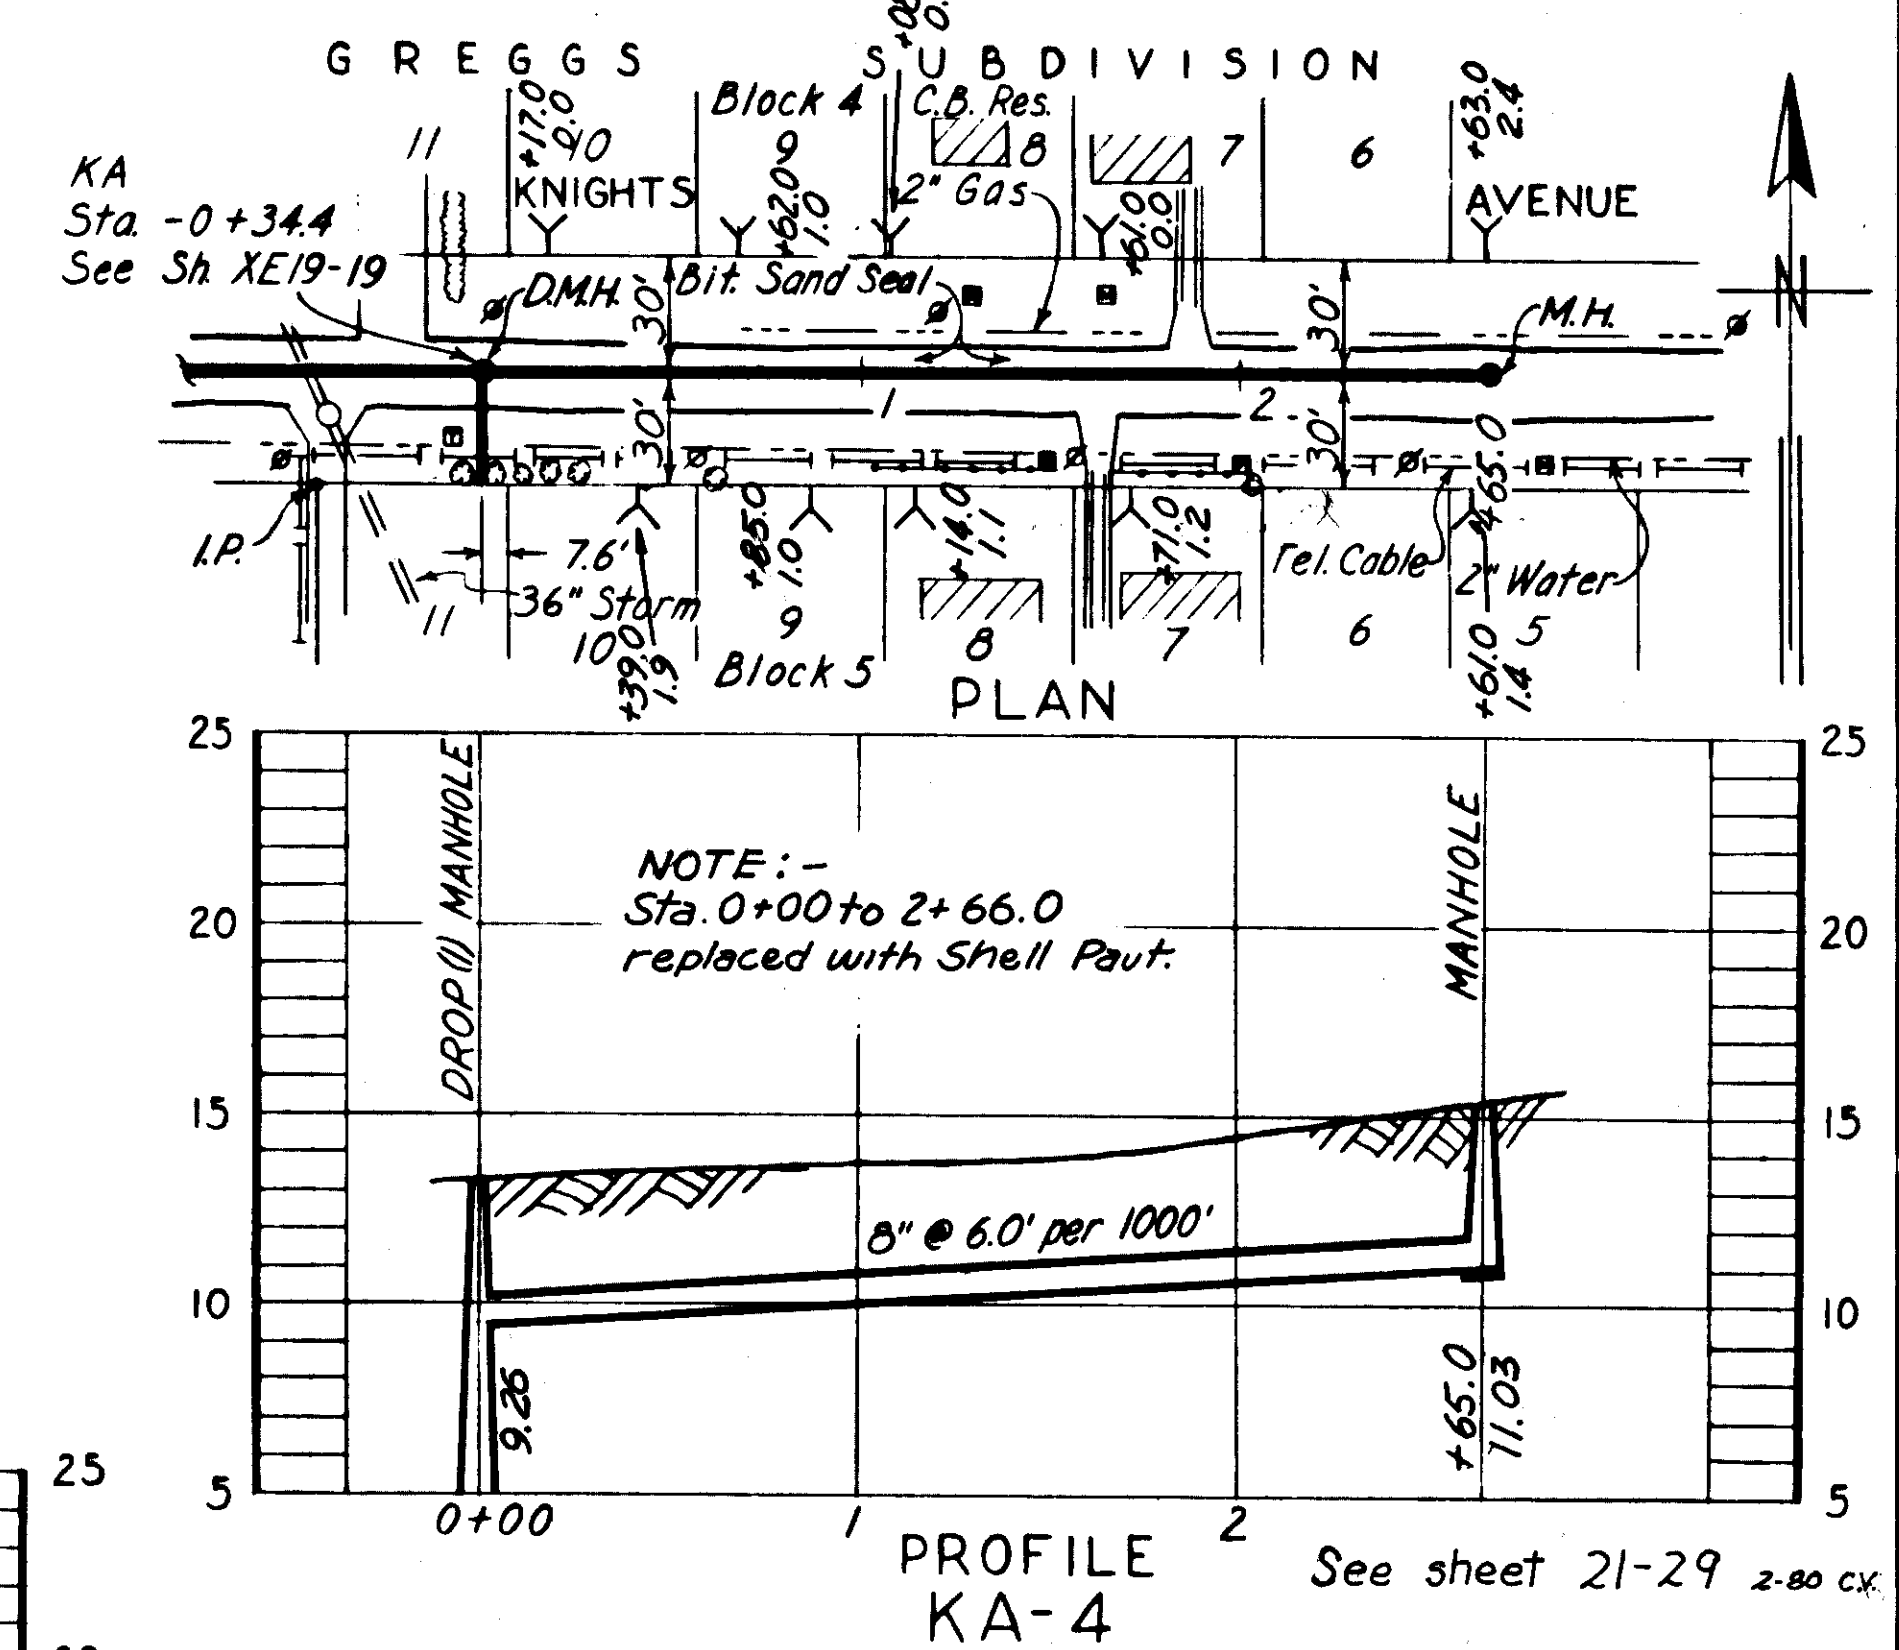 GREGGS SUBDIVISION
+17.0
0.0
Block 4
C.B. Res.
+63.0
2.4
11
10
9
8
7
6
KA
Sta. -0+34.4
See Sh. XE19-19
KNIGHTS
AVENUE
+62.0
1.0
2" Gas
+61.0
0.0
D.M.H.
30'
Bit. Sand Seal
30'
M.H.
N
1
2
30'
30'
+65.0
I.P.
7.6'
36" Storm
+85.0
1.0
+14.0
1.1
+71.0
1.2
Tel. Cable
2" Water
11
10
9
8
7
6
5
+39.0
1.9
Block 5
+61.0
1.4
PLAN
25
25
DROP(1) MANHOLE
MANHOLE
NOTE:-
Sta. 0+00 to 2+66.0
replaced with Shell Pavt.
20
20
15
15
8" @ 6.0' per 1000'
10
10
9.26
+65.0
11.03
5
5
0+00
1
2
25
PROFILE
KA-4
See sheet 21-29 2-80 C.V.